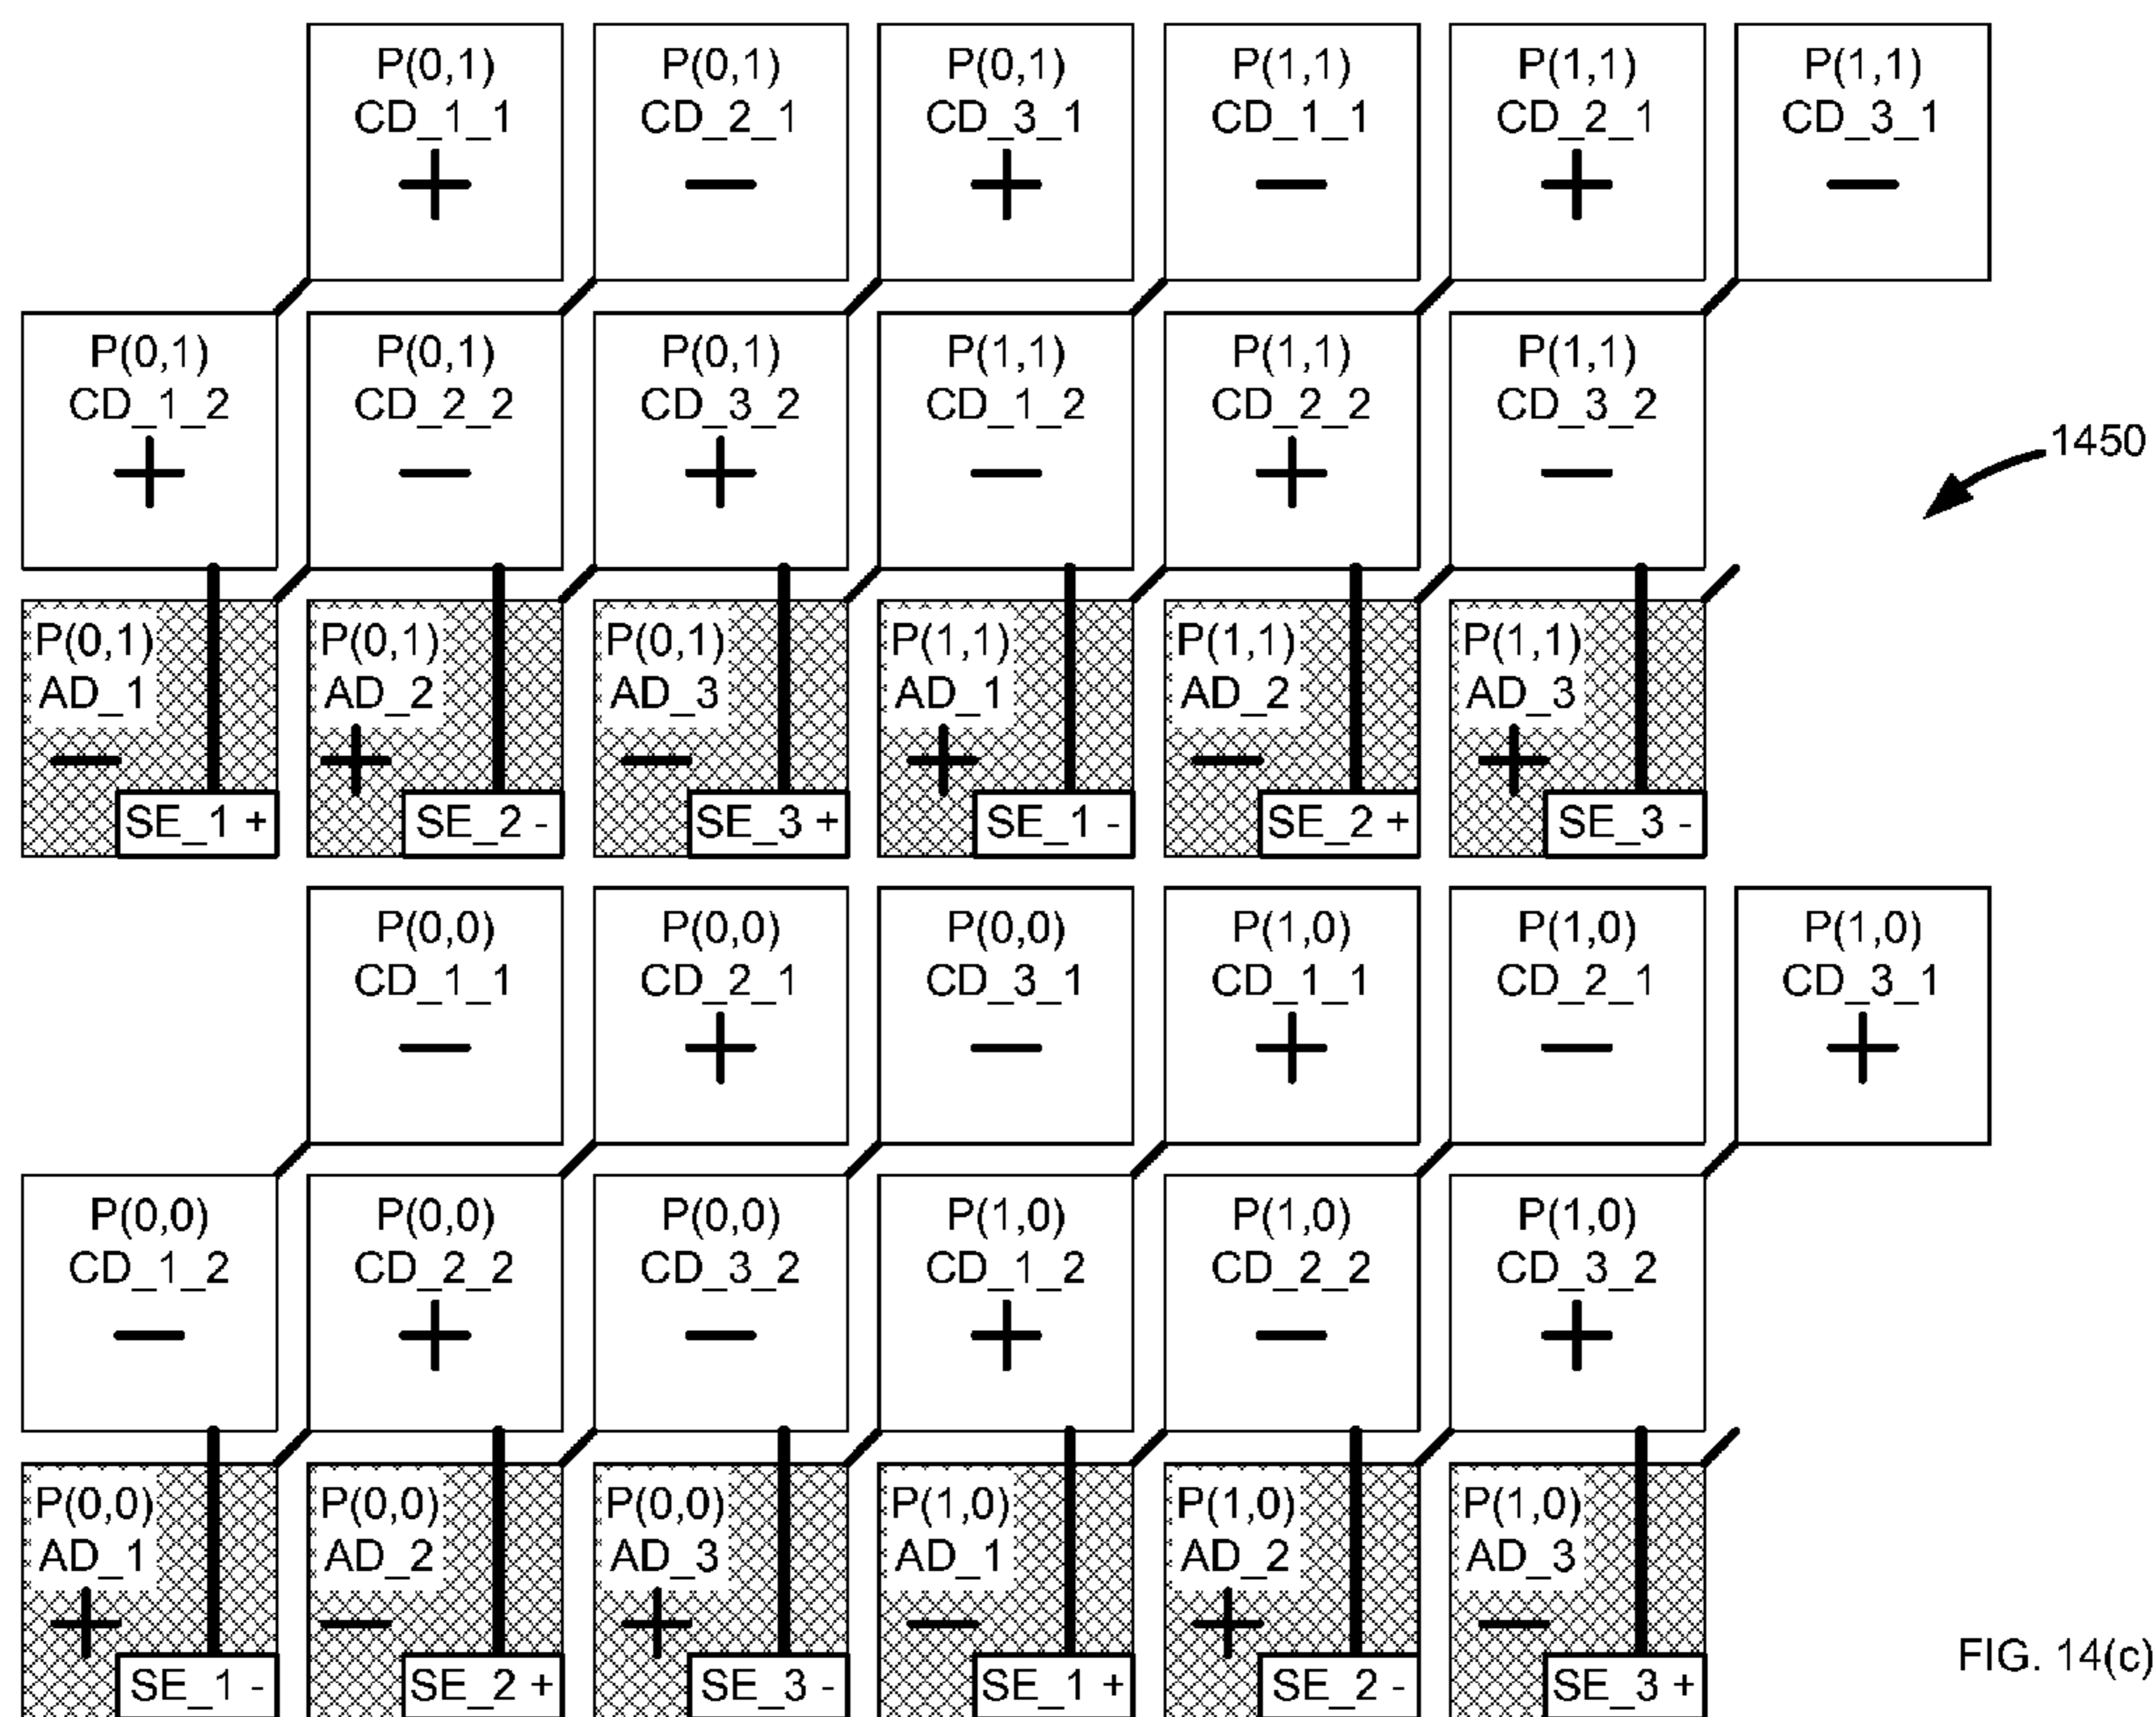 P(0,1) P(0,1) P(0,1) P(1,1) P(1,1) P(1,1)
CD_1_1 CD_2_1 CD_3_1 CD_1_1 CD_2_1 CD_3_1
+ − + − + −
P(0,1) P(0,1) P(0,1) P(1,1) P(1,1) P(1,1)
CD_1_2 CD_2_2 CD_3_2 CD_1_2 CD_2_2 CD_3_2
1450
+ − + − + −
P(0,1) P(0,1) P(0,1) P(1,1) P(1,1) P(1,1)
AD_1 AD_2 AD_3 AD_1 AD_2 AD_3
− + − + − +
SE_1 + SE_2 - SE_3 + SE_1 - SE_2 + SE_3 -
P(0,0) P(0,0) P(0,0) P(1,0) P(1,0) P(1,0)
CD_1_1 CD_2_1 CD_3_1 CD_1_1 CD_2_1 CD_3_1
− + − + − +
P(0,0) P(0,0) P(0,0) P(1,0) P(1,0) P(1,0)
CD_1_2 CD_2_2 CD_3_2 CD_1_2 CD_2_2 CD_3_2
− + − + − +
P(0,0) P(0,0) P(0,0) P(1,0) P(1,0) P(1,0)
AD_1 AD_2 AD_3 AD_1 AD_2 AD_3
+ − + − + −
SE_1 - SE_2 + SE_3 - SE_1 + SE_2 - SE_3 +
FIG. 14(c)